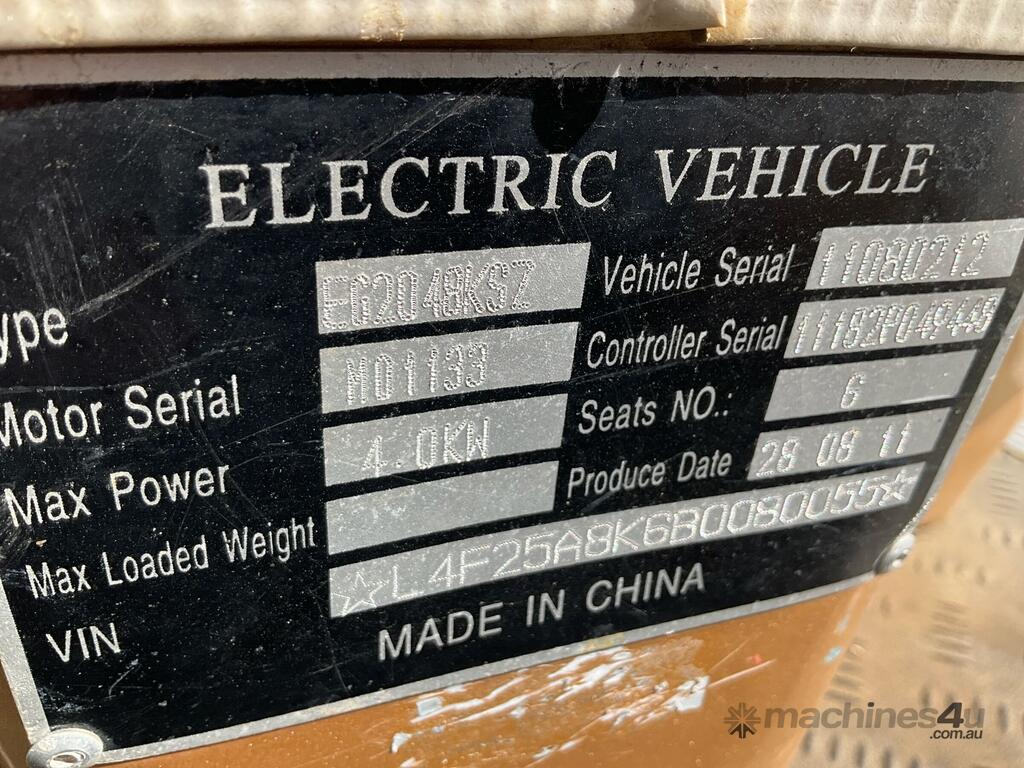 ELECTRIC VEHICLE
ype EG2048KSZ Vehicle Serial 11080212
Motor Serial M01133 Controller Serial
Max Power 4.0KW Seats NO.: 6
Max Loaded Weight Produce Date 28 08 11
VIN ☆L4F25A8K6B0080055☆
MADE IN CHINA
machines4u
.com.au